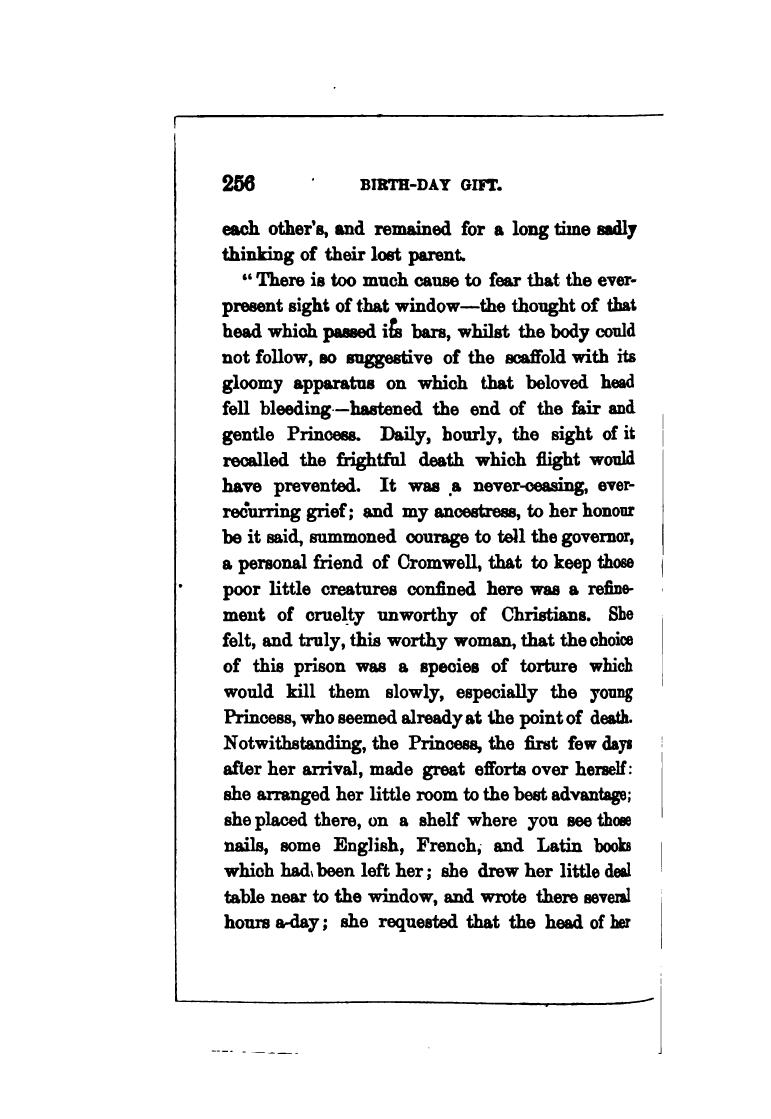 256 BIRTH-DAY GIFT.
each other's, and remained for a long time sadly
thinking of their lost parent.
“There is too much cause to fear that the ever-
present sight of that window—the thought of that
head which passed its bars, whilst the body could
not follow, so suggestive of the scaffold with its
gloomy apparatus on which that beloved head
fell bleeding—hastened the end of the fair and
gentle Princess. Daily, hourly, the sight of it
recalled the frightful death which flight would
have prevented. It was a never-ceasing, ever-
recurring grief; and my ancestress, to her honour
be it said, summoned courage to tell the governor,
a personal friend of Cromwell, that to keep those
poor little creatures confined here was a refine-
ment of cruelty unworthy of Christians. She
felt, and truly, this worthy woman, that the choice
of this prison was a species of torture which
would kill them slowly, especially the young
Princess, who seemed already at the point of death.
Notwithstanding, the Princess, the first few days
after her arrival, made great efforts over herself:
she arranged her little room to the best advantage;
she placed there, on a shelf where you see those
nails, some English, French, and Latin books
which had been left her; she drew her little deal
table near to the window, and wrote there several
hours a-day; she requested that the head of her